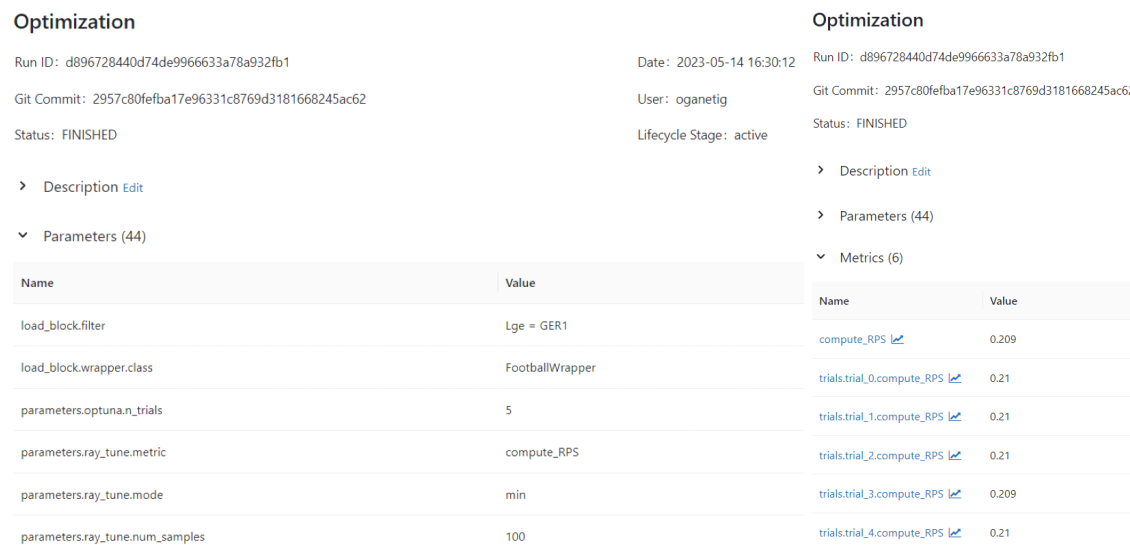 Optimization
Run ID: d896728440d74de9966633a78a932fb1
Date: 2023-05-14 16:30:12
Git Commit: 2957c80fefba17e96331c8769d3181668245ac62
User: oganetig
Status: FINISHED
Lifecycle Stage: active
Description Edit
Parameters (44)
Name Value
load_block.filter Lge = GER1
load_block.wrapper.class FootballWrapper
parameters.optuna.n_trials 5
parameters.ray_tune.metric compute_RPS
parameters.ray_tune.mode min
parameters.ray_tune.num_samples 100
Optimization
Run ID: d896728440d74de9966633a78a932fb1
Git Commit: 2957c80fefba17e96331c8769d3181668245ac62
Status: FINISHED
Description Edit
Parameters (44)
Metrics (6)
Name Value
compute_RPS 0.209
trials.trial_0.compute_RPS 0.21
trials.trial_1.compute_RPS 0.21
trials.trial_2.compute_RPS 0.21
trials.trial_3.compute_RPS 0.209
trials.trial_4.compute_RPS 0.21